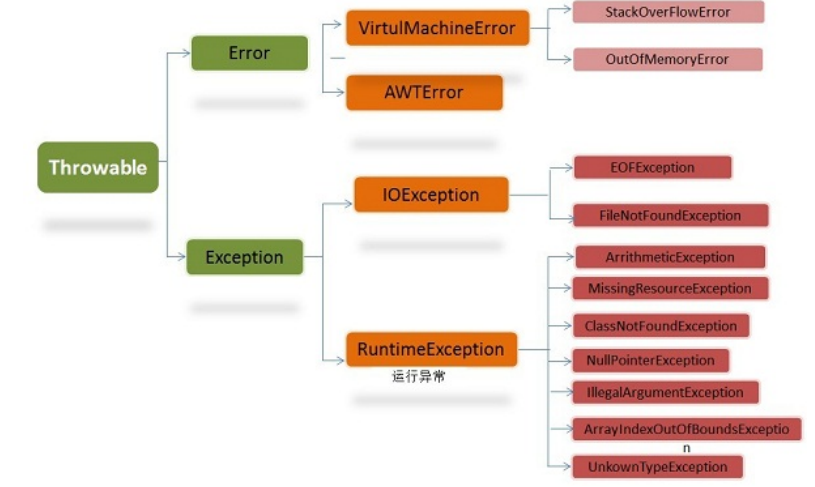 Throwable
Error
VirtulMachineError
StackOverFlowError
OutOfMemoryError
AWTError
Exception
IOException
EOFException
FileNotFoundException
RuntimeException
运行异常
ArrithmeticException
MissingResourceException
ClassNotFoundException
NullPointerException
IllegalArgumentException
ArrayIndexOutOfBoundsExceptio
n
UnkownTypeException